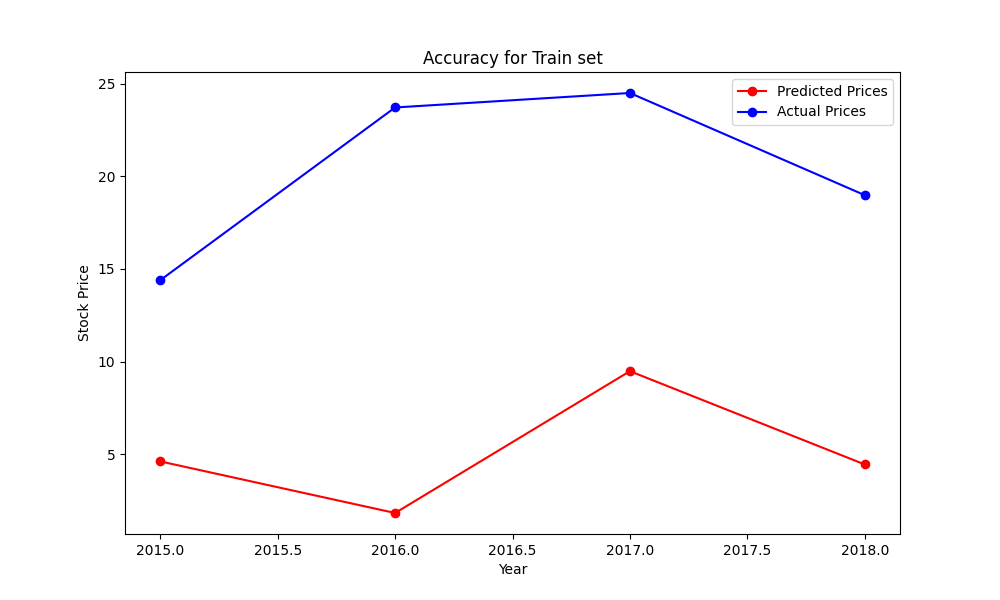 Accuracy for Train set
Predicted Prices
Actual Prices
25
20
15
10
5
Stock Price
2015.0 2015.5 2016.0 2016.5 2017.0 2017.5 2018.0
Year